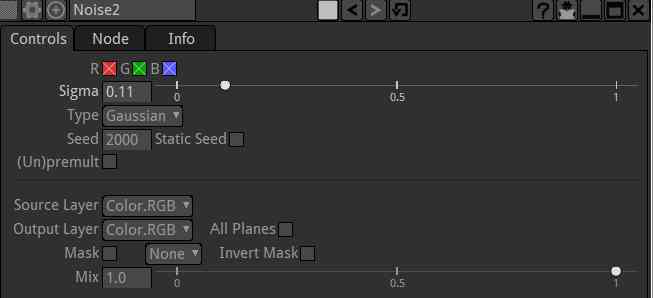 Noise2 ?
Controls Node Info
R G B
Sigma 0.11 0 0.5 1
Type Gaussian
Seed 2000 Static Seed
(Un)premult
Source Layer Color.RGB
Output Layer Color.RGB All Planes
Mask None Invert Mask
Mix 1.0 0 0.5 1